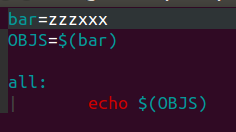 bar=zzzxxx
OBJS=$(bar)
all:
echo $(OBJS)